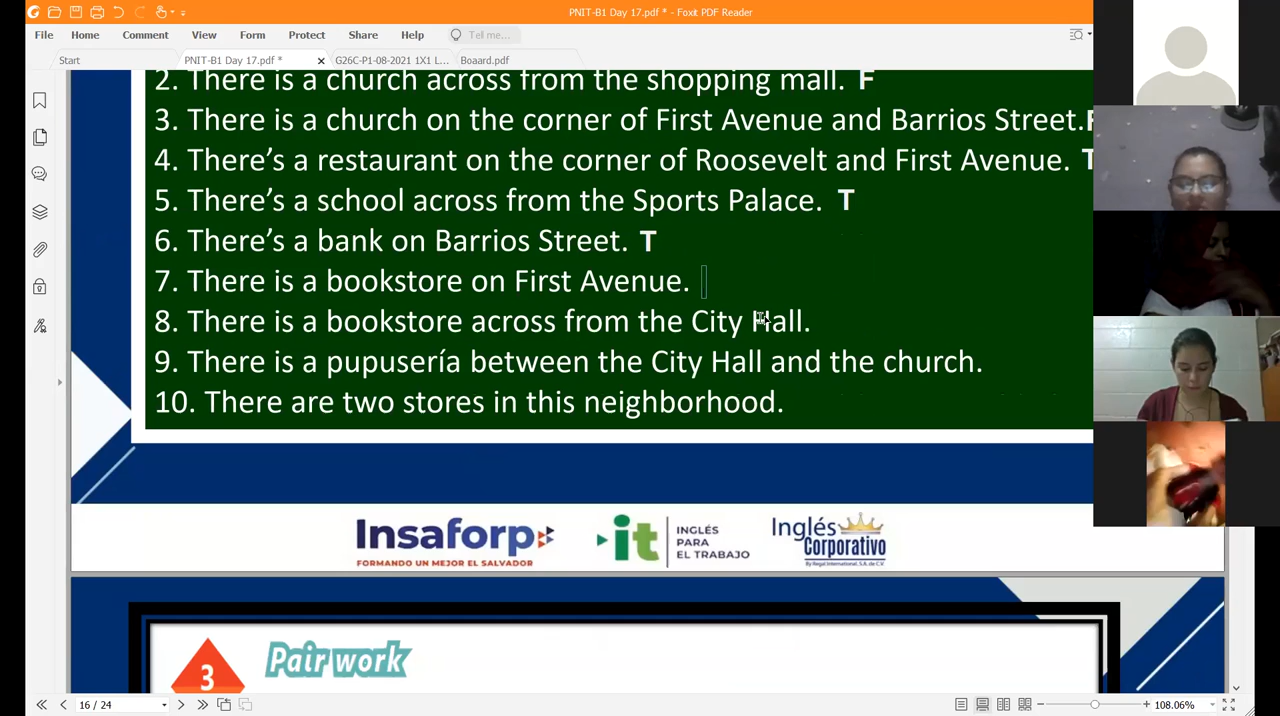 PNIT-B1 Day 17.pdf * - Foxit PDF Reader
File Home Comment View Form Protect Share Help Tell me...
Start PNIT-B1 Day 17.pdf * G26C-P1-08-2021 1X1 L... Boaard.pdf
2. There is a church across from the shopping mall. F
3. There is a church on the corner of First Avenue and Barrios Street.F
4. There's a restaurant on the corner of Roosevelt and First Avenue. T
5. There's a school across from the Sports Palace. T
6. There's a bank on Barrios Street. T
7. There is a bookstore on First Avenue.
8. There is a bookstore across from the City Hall.
9. There is a pupusería between the City Hall and the church.
10. There are two stores in this neighborhood.
Insaforp
FORMANDO UN MEJOR EL SALVADOR
it
INGLÉS
PARA
EL TRABAJO
Inglés
Corporativo
by Regal International, S.A. de C.V.
3
Pair work
16 / 24
108.06%